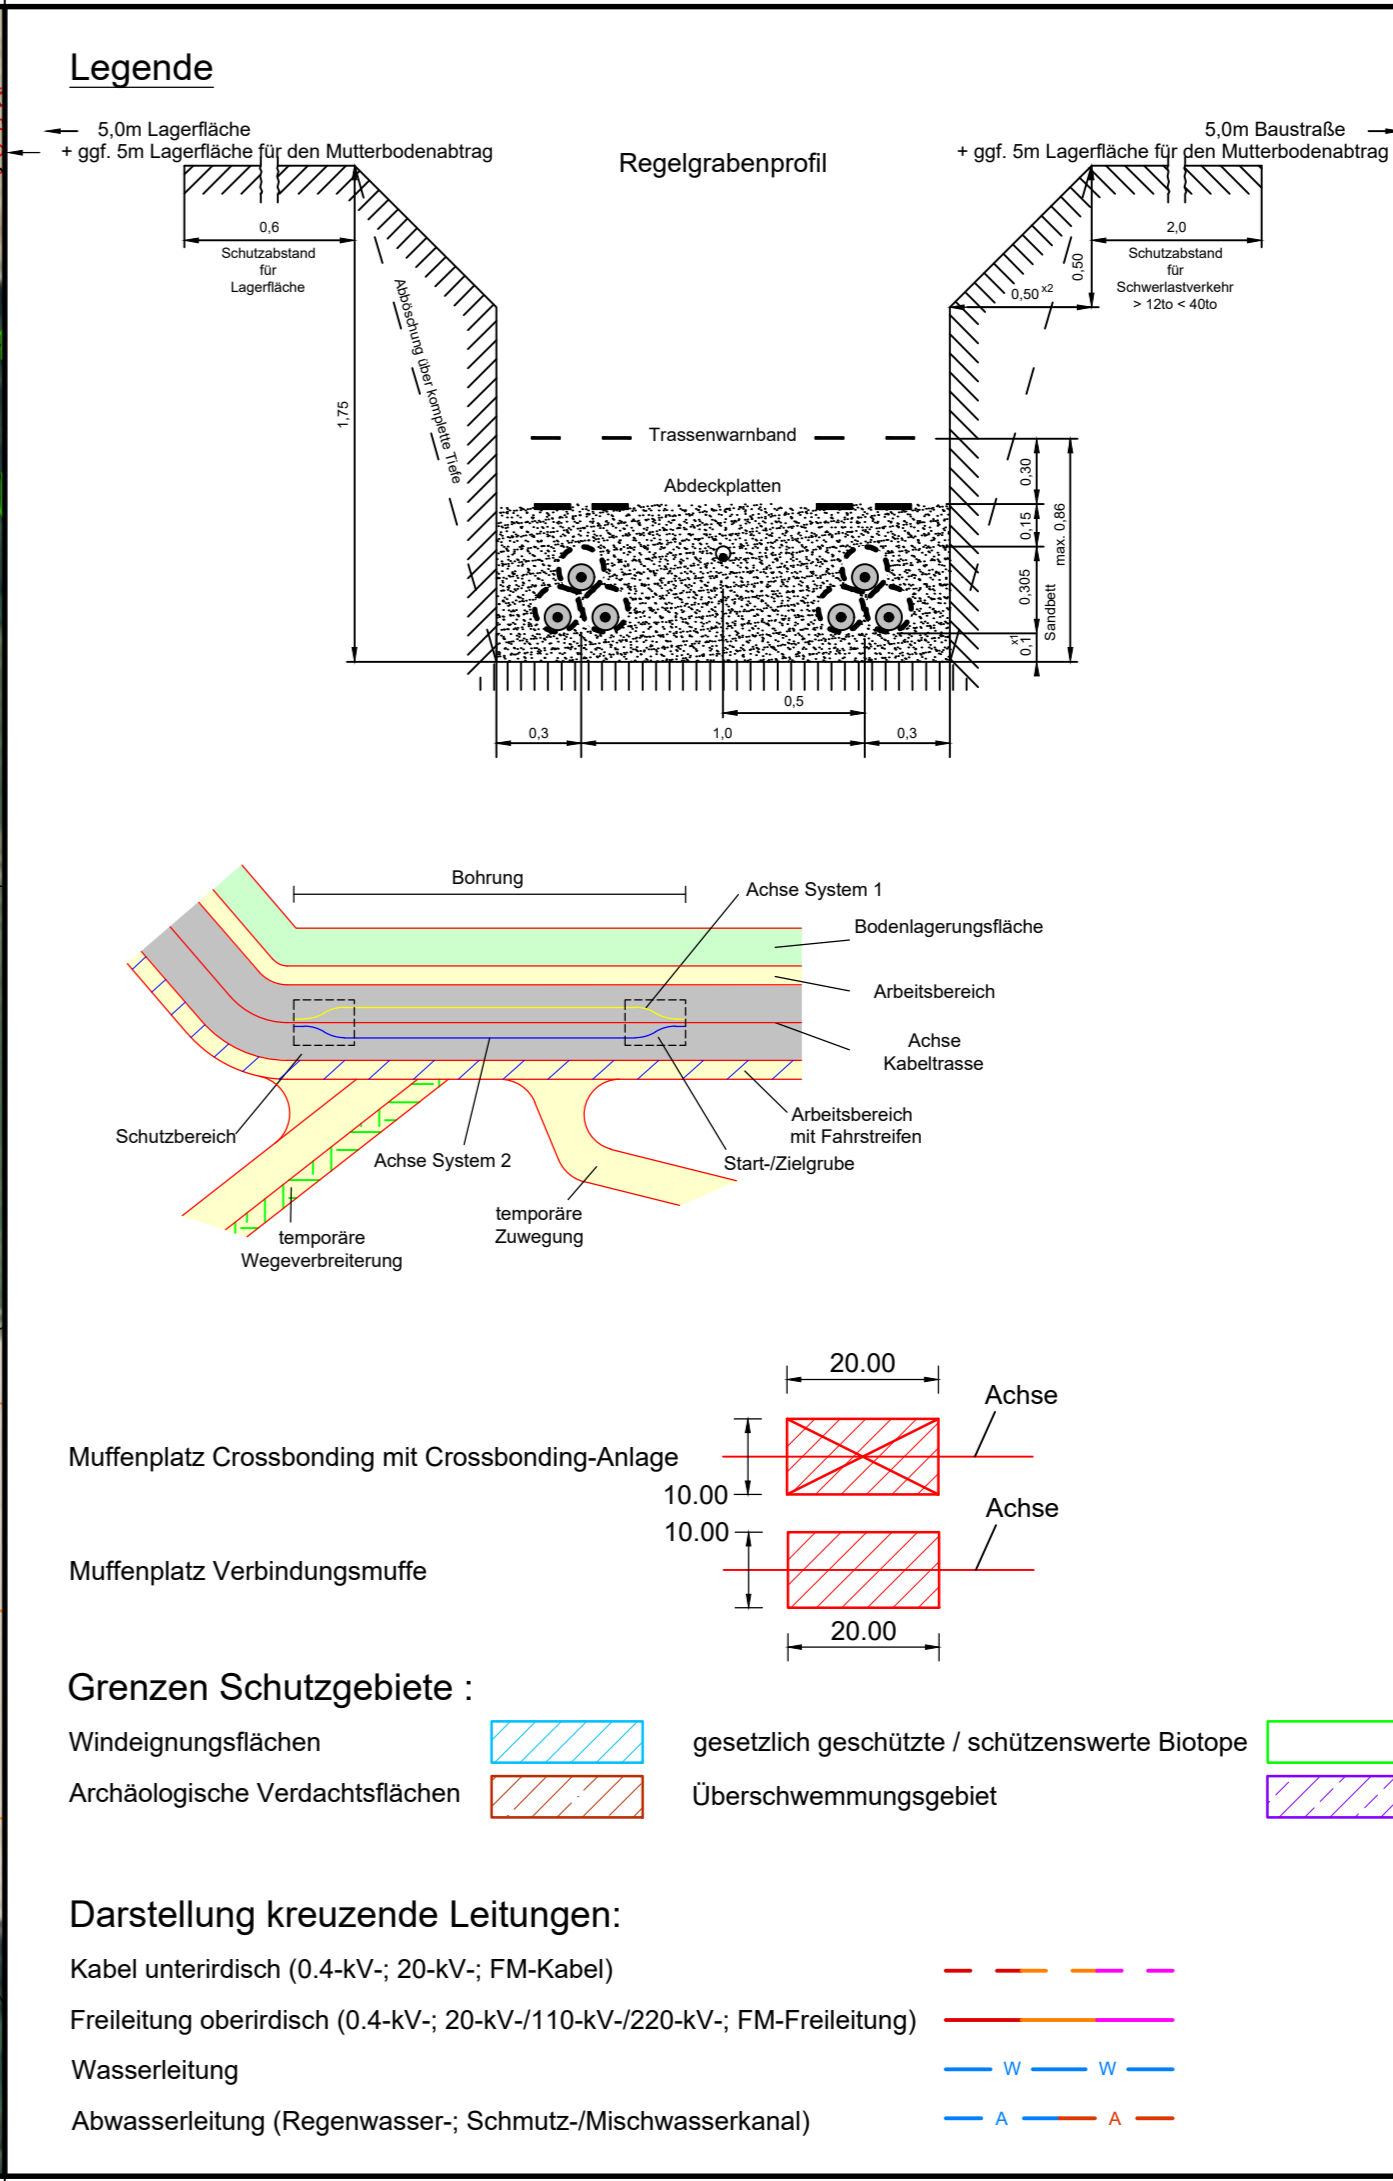 Legende
5,0m Lagerfläche
+ ggf. 5m Lagerfläche für den Mutterbodenabtrag
Regelgrabenprofil
5,0m Baustraße
+ ggf. 5m Lagerfläche für den Mutterbodenabtrag
0,6
Schutzabstand
für
Lagerfläche
2,0
Schutzabstand
für
Schwerlastverkehr
> 12to < 40to
0,50
0,50 x2
Abböschung über komplette Tiefe
1,75
Trassenwarnband
Abdeckplatten
0,30
0,15
max. 0,86
0,305
Sandbett
0,1 x1
0,5
0,3
1,0
0,3
Bohrung
Achse System 1
Bodenlagerungsfläche
Arbeitsbereich
Achse
Kabeltrasse
Arbeitsbereich
mit Fahrstreifen
Schutzbereich
Achse System 2
Start-/Zielgrube
temporäre
Zuwegung
temporäre
Wegeverbreiterung
20.00
Achse
Muffenplatz Crossbonding mit Crossbonding-Anlage
10.00
Achse
10.00
Muffenplatz Verbindungsmuffe
20.00
Grenzen Schutzgebiete :
Windeignungsflächen
gesetzlich geschützte / schützenswerte Biotope
Archäologische Verdachtsflächen
Überschwemmungsgebiet
Darstellung kreuzende Leitungen:
Kabel unterirdisch (0.4-kV-; 20-kV-; FM-Kabel)
Freileitung oberirdisch (0.4-kV-; 20-kV-/110-kV-/220-kV-; FM-Freileitung)
Wasserleitung
W W
Abwasserleitung (Regenwasser-; Schmutz-/Mischwasserkanal)
A A